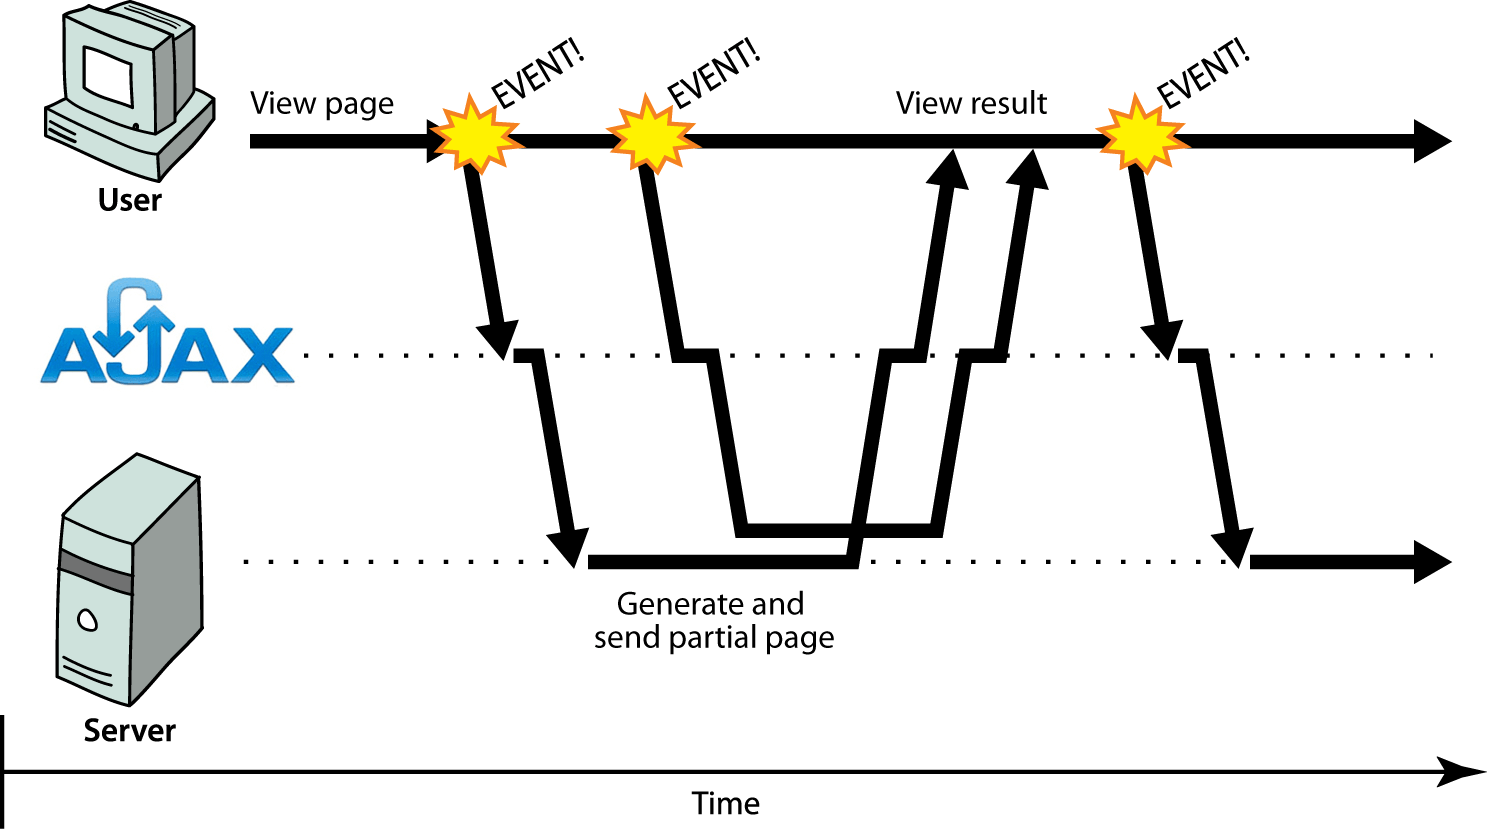 EVENT!
EVENT!
EVENT!
View page
View result
User
AJAX
Generate and
send partial page
Server
Time